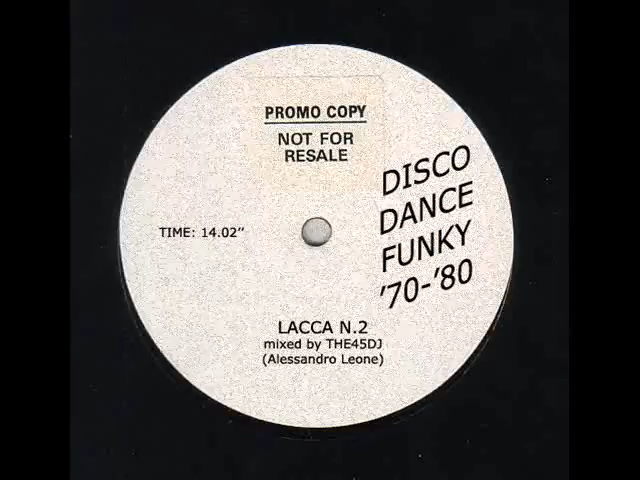 PROMO COPY
NOT FOR
RESALE
DISCO
DANCE
FUNKY
'70-'80
TIME: 14.02"
LACCA N.2
mixed by THE45DJ
(Alessandro Leone)